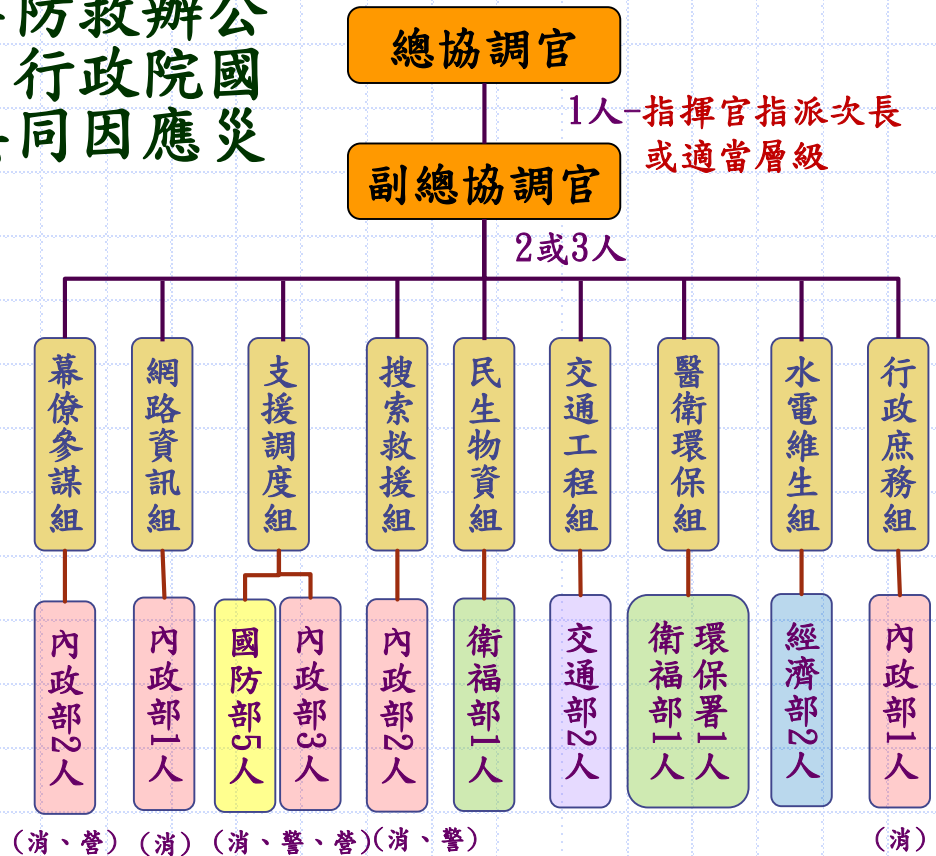 防救辦公
行政院國
同因應災
總協調官
1人-指揮官指派次長
或適當層級
副總協調官
2或3人
幕僚參謀組
網路資訊組
支援調度組
搜索救援組
民生物資組
交通工程組
醫衛環保組
水電維生組
行政庶務組
內政部2人
內政部1人
國防部5人
內政部3人
內政部2人
衛福部1人
交通部2人
衛福部1人
環保署1人
經濟部2人
內政部1人
(消、營)
(消)
(消、警、營)
(消、警)
(消)